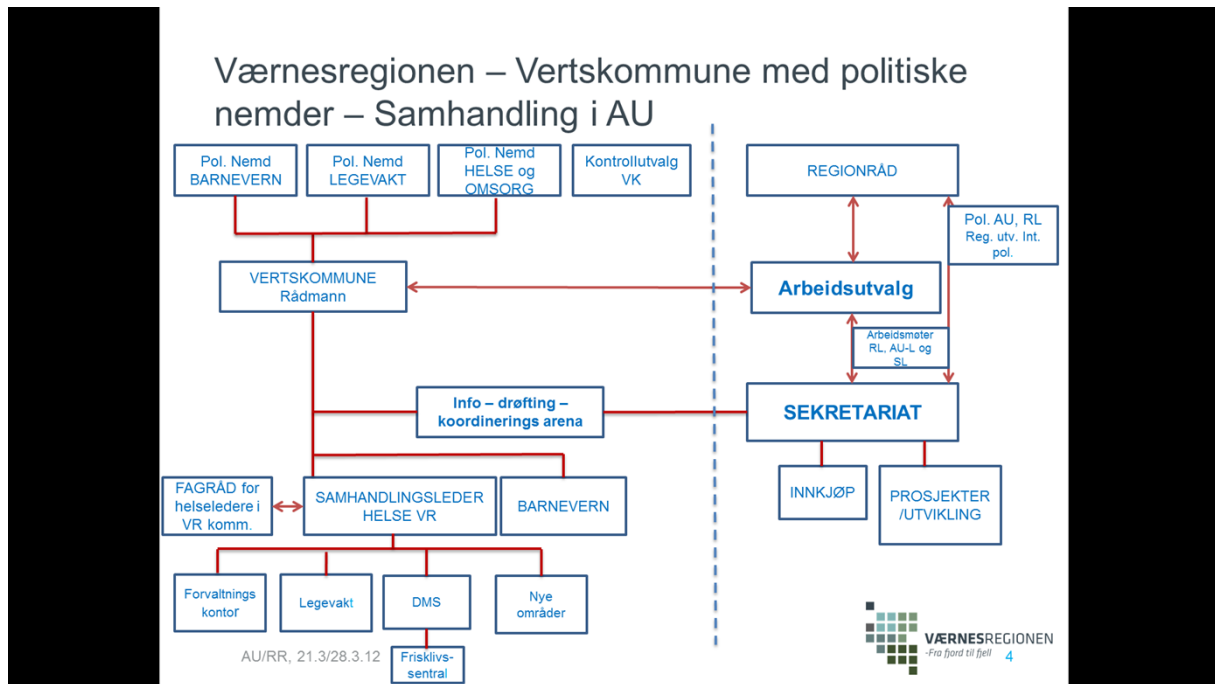 Værnesregionen – Vertskommune med politiske
nemder – Samhandling i AU
Pol. Nemd
BARNEVERN
Pol. Nemd
LEGEVAKT
Pol. Nemd
HELSE og
OMSORG
Kontrollutvalg
VK
REGIONRÅD
Pol. AU, RL
Reg. utv. Int.
pol.
VERTSKOMMUNE
Rådmann
Arbeidsutvalg
Arbeidsmøter
RL, AU-L og
SL
Info – drøfting –
koordinerings arena
SEKRETARIAT
FAGRÅD for
helseledere i
VR komm.
SAMHANDLINGSLEDER
HELSE VR
BARNEVERN
INNKJØP
PROSJEKTER
/UTVIKLING
Forvaltnings
kontor
Legevakt
DMS
Nye
områder
Frisklivs-
sentral
AU/RR, 21.3/28.3.12
VÆRNESREGIONEN
-Fra fjord til fjell
4